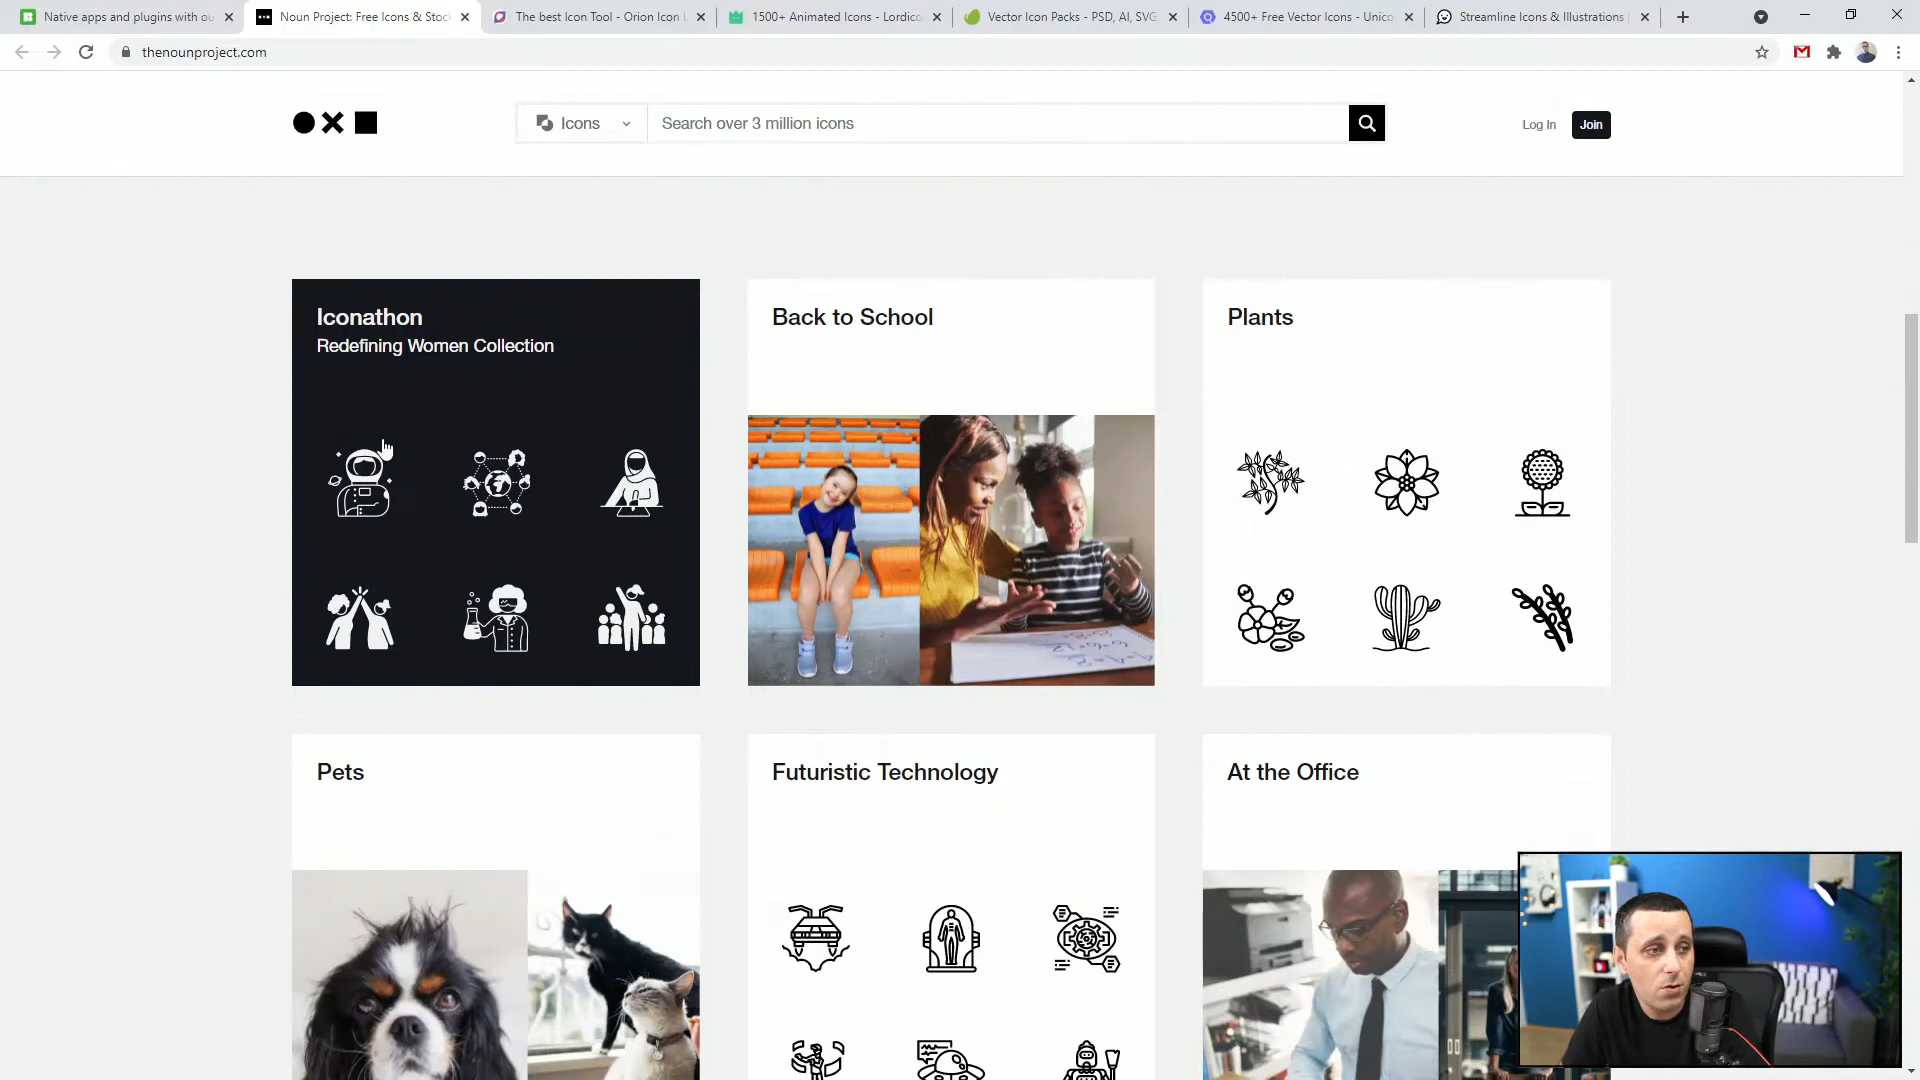 Native apps and plugins with ou
Noun Project: Free Icons & Stoc
The best Icon Tool - Orion Icon L
1500+ Animated Icons - Lordico
Vector Icon Packs - PSD, AI, SVG
4500+ Free Vector Icons - Unico
Streamline Icons & Illustrations |
thenounproject.com
Icons
Search over 3 million icons
Log In
Join
Iconathon
Redefining Women Collection
Back to School
Plants
Pets
Futuristic Technology
At the Office